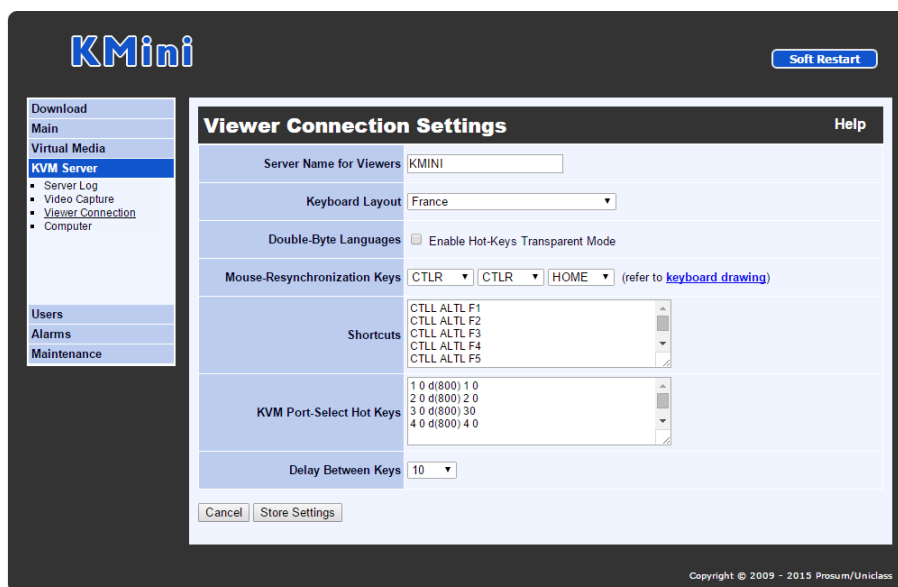 KMini
Soft Restart
Download
Main
Virtual Media
KVM Server
Server Log
Video Capture
Viewer Connection
Computer
Users
Alarms
Maintenance
Viewer Connection Settings
Help
Server Name for Viewers KMINI
Keyboard Layout France
Double-Byte Languages Enable Hot-Keys Transparent Mode
Mouse-Resynchronization Keys CTLR CTLR HOME (refer to keyboard drawing)
Shortcuts
CTLL ALTL F1
CTLL ALTL F2
CTLL ALTL F3
CTLL ALTL F4
CTLL ALTL F5
KVM Port-Select Hot Keys
1 0 d(800) 1 0
2 0 d(800) 2 0
3 0 d(800) 30
4 0 d(800) 4 0
Delay Between Keys 10
Cancel Store Settings
Copyright © 2009 - 2015 Prosum/Uniclass